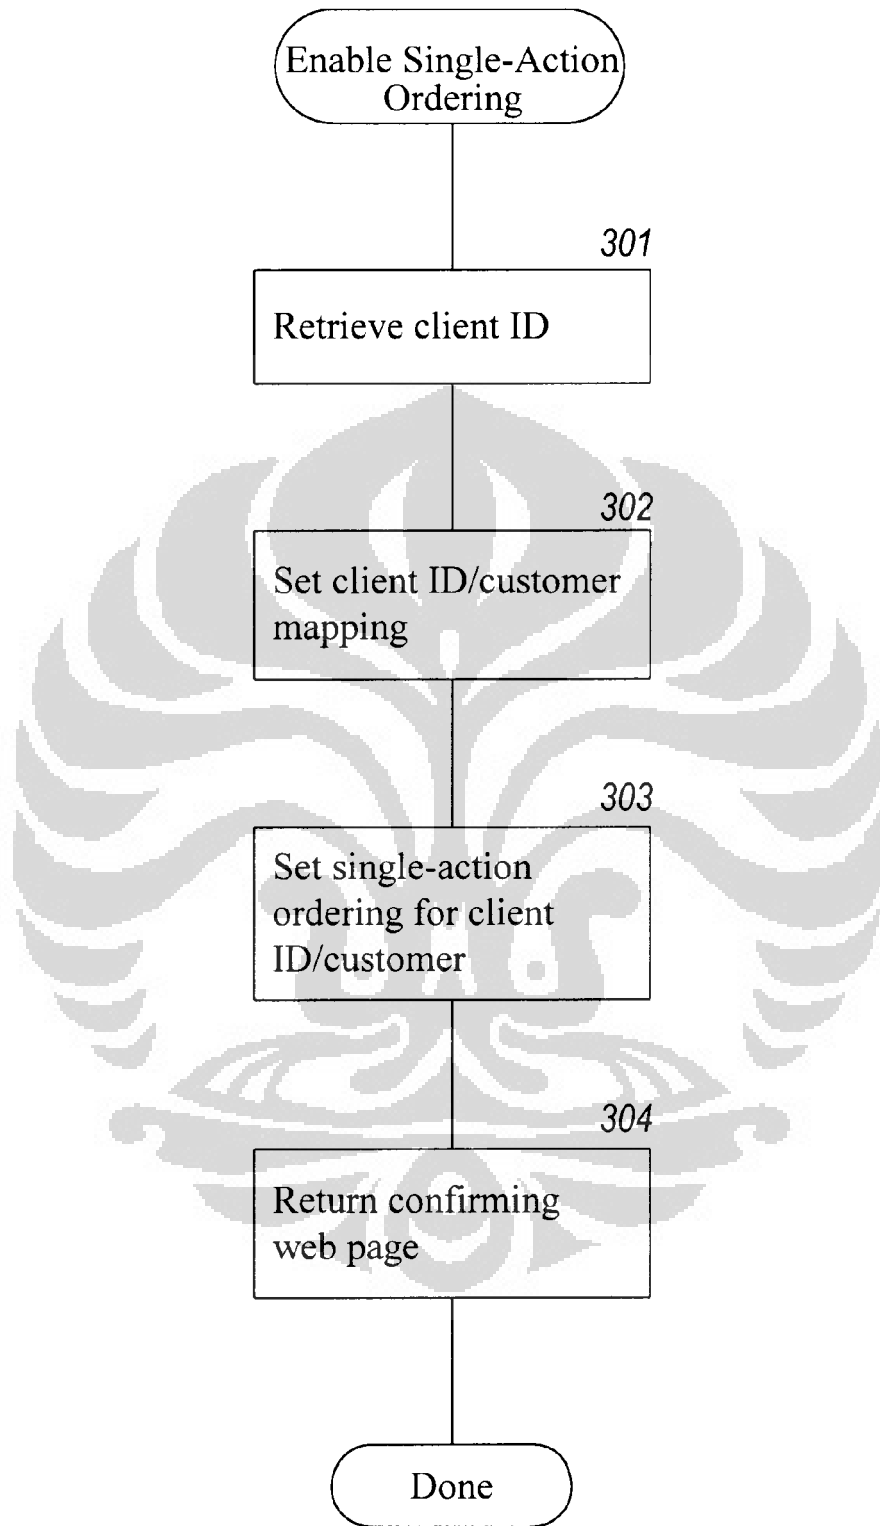 Enable Single-Action
Ordering
301
Retrieve client ID
302
Set client ID/customer
mapping
303
Set single-action
ordering for client
ID/customer
304
Return confirming
web page
Done